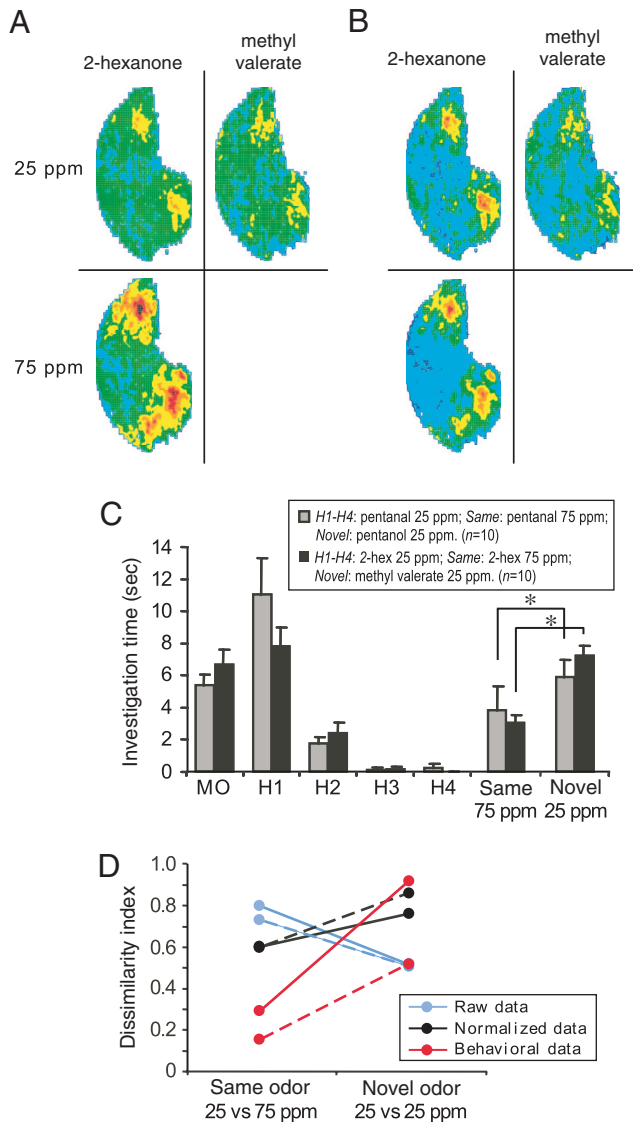 A
2-hexanone
methyl
valerate
B
2-hexanone
methyl
valerate
25 ppm
75 ppm
C
H1-H4: pentanal 25 ppm; Same: pentanal 75 ppm;
Novel: pentanol 25 ppm. (n=10)
H1-H4: 2-hex 25 ppm; Same: 2-hex 75 ppm;
Novel: methyl valerate 25 ppm. (n=10)
Investigation time (sec)
14
12
10
8
6
4
2
0
*
*
MO
H1
H2
H3
H4
Same
75 ppm
Novel
25 ppm
D
Dissimilarity index
1.0
0.8
0.6
0.4
0.2
0
Raw data
Normalized data
Behavioral data
Same odor
25 vs 75 ppm
Novel odor
25 vs 25 ppm